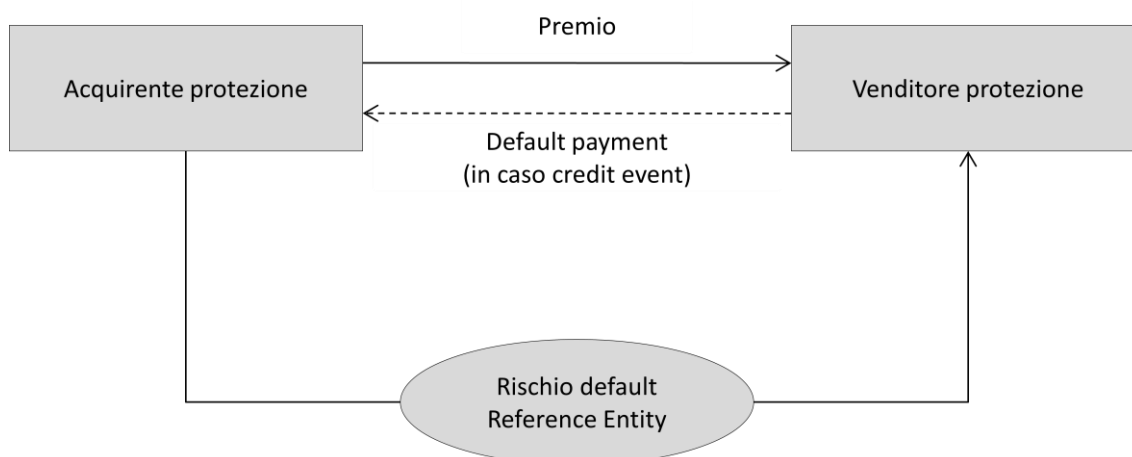 Premio
Acquirente protezione
Venditore protezione
Default payment
(in caso credit event)
Rischio default
Reference Entity